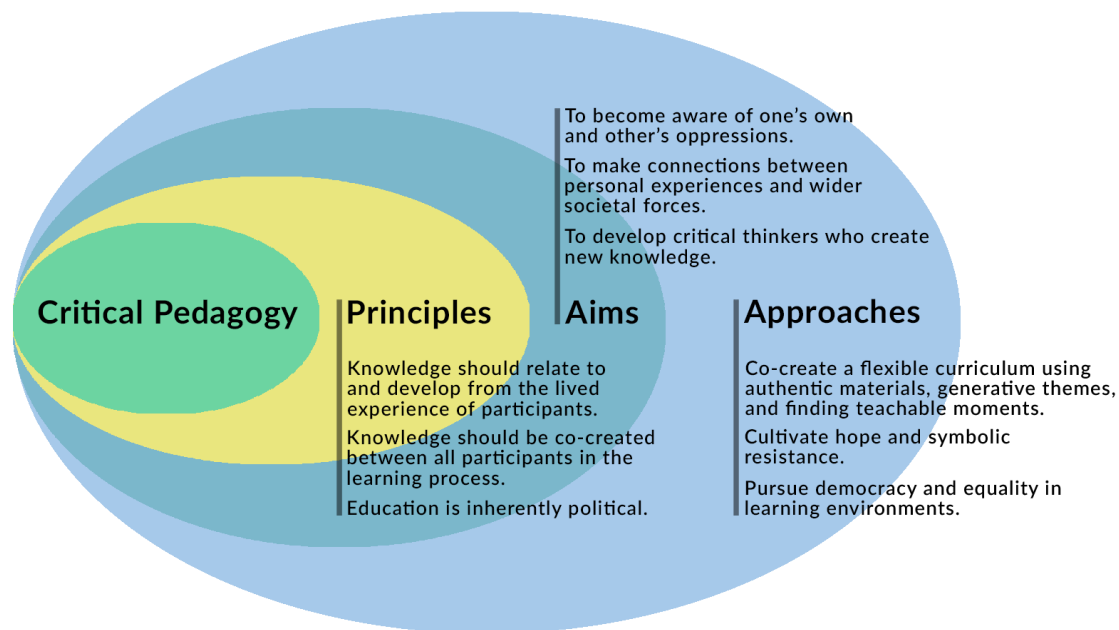 Critical Pedagogy
Principles
Knowledge should relate to
and develop from the lived
experience of participants.
Knowledge should be co-created
between all participants in the
learning process.
Education is inherently political.
To become aware of one’s own
and other’s oppressions.
To make connections between
personal experiences and wider
societal forces.
To develop critical thinkers who create
new knowledge.
Aims
Approaches
Co-create a flexible curriculum using
authentic materials, generative themes,
and finding teachable moments.
Cultivate hope and symbolic
resistance.
Pursue democracy and equality in
learning environments.